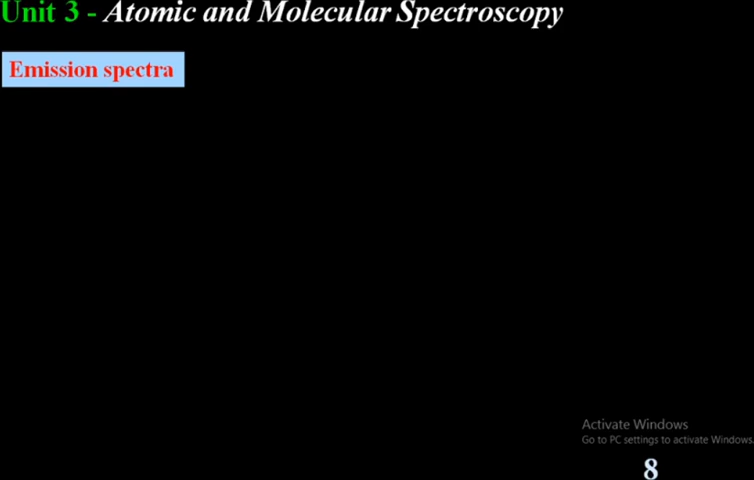 Unit 3 - Atomic and Molecular Spectroscopy
Emission spectra
Activate Windows
Go to PC settings to activate Windows.
8